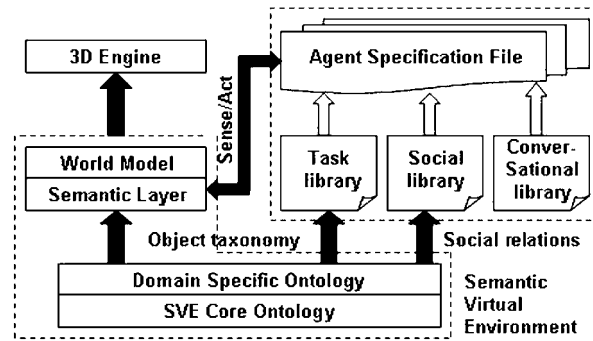 3D Engine
Agent Specification File
Sense/Act
World Model
Semantic Layer
Task
library
Social
library
Conver-
Sational
library
Object taxonomy
Social relations
Domain Specific Ontology
SVE Core Ontology
Semantic
Virtual
Environment